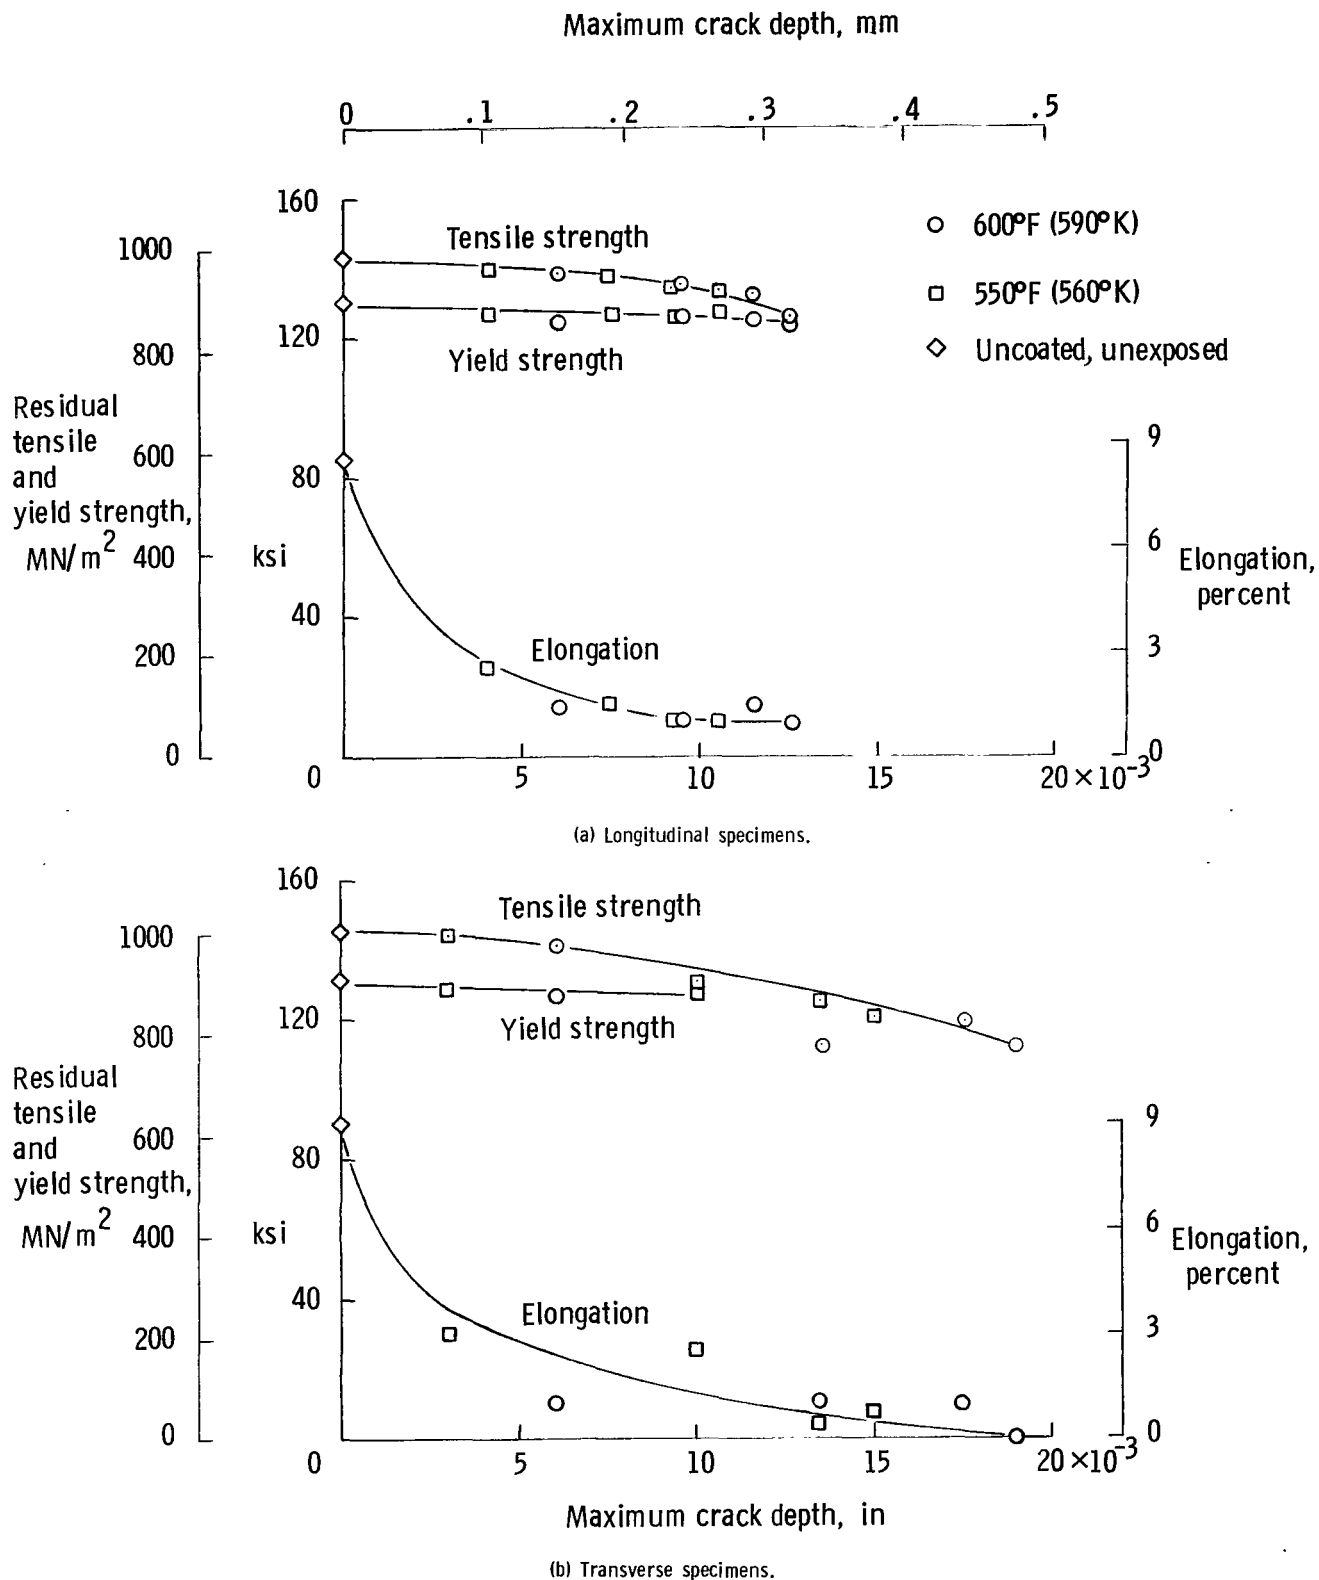 Maximum crack depth, mm
0 .1 .2 .3 .4 .5
160
120
80
ksi
40
0
1000
800
600
400
200
0
Residual
tensile
and
yield strength,
MN/m2
Tensile strength
Yield strength
Elongation
600°F (590°K)
550°F (560°K)
Uncoated, unexposed
9
6
3
0
Elongation,
percent
5 10 15 20 × 10-3
(a) Longitudinal specimens.
160
120
80
ksi
40
0
1000
800
600
400
200
0
Residual
tensile
and
yield strength,
MN/m2
Tensile strength
Yield strength
Elongation
9
6
3
0
Elongation,
percent
5 10 15 20 × 10-3
Maximum crack depth, in
(b) Transverse specimens.